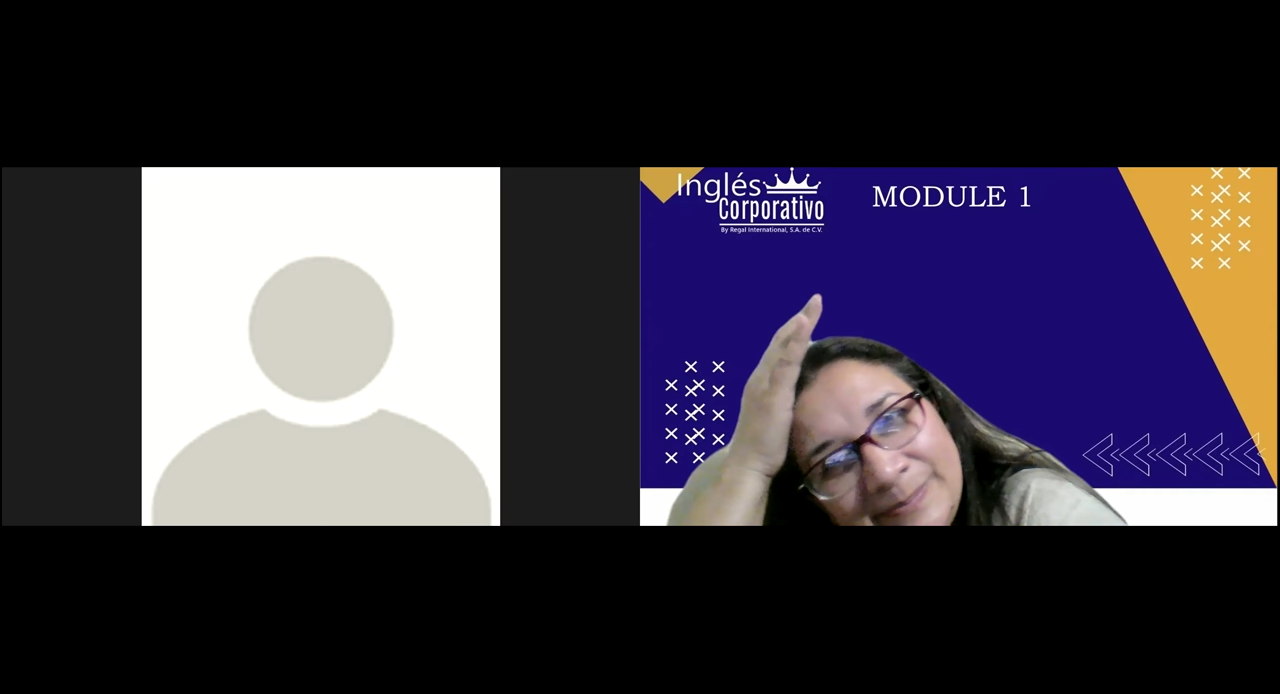 Inglés
Corporativo
By Regal International, S.A. de C.V.
MODULE 1